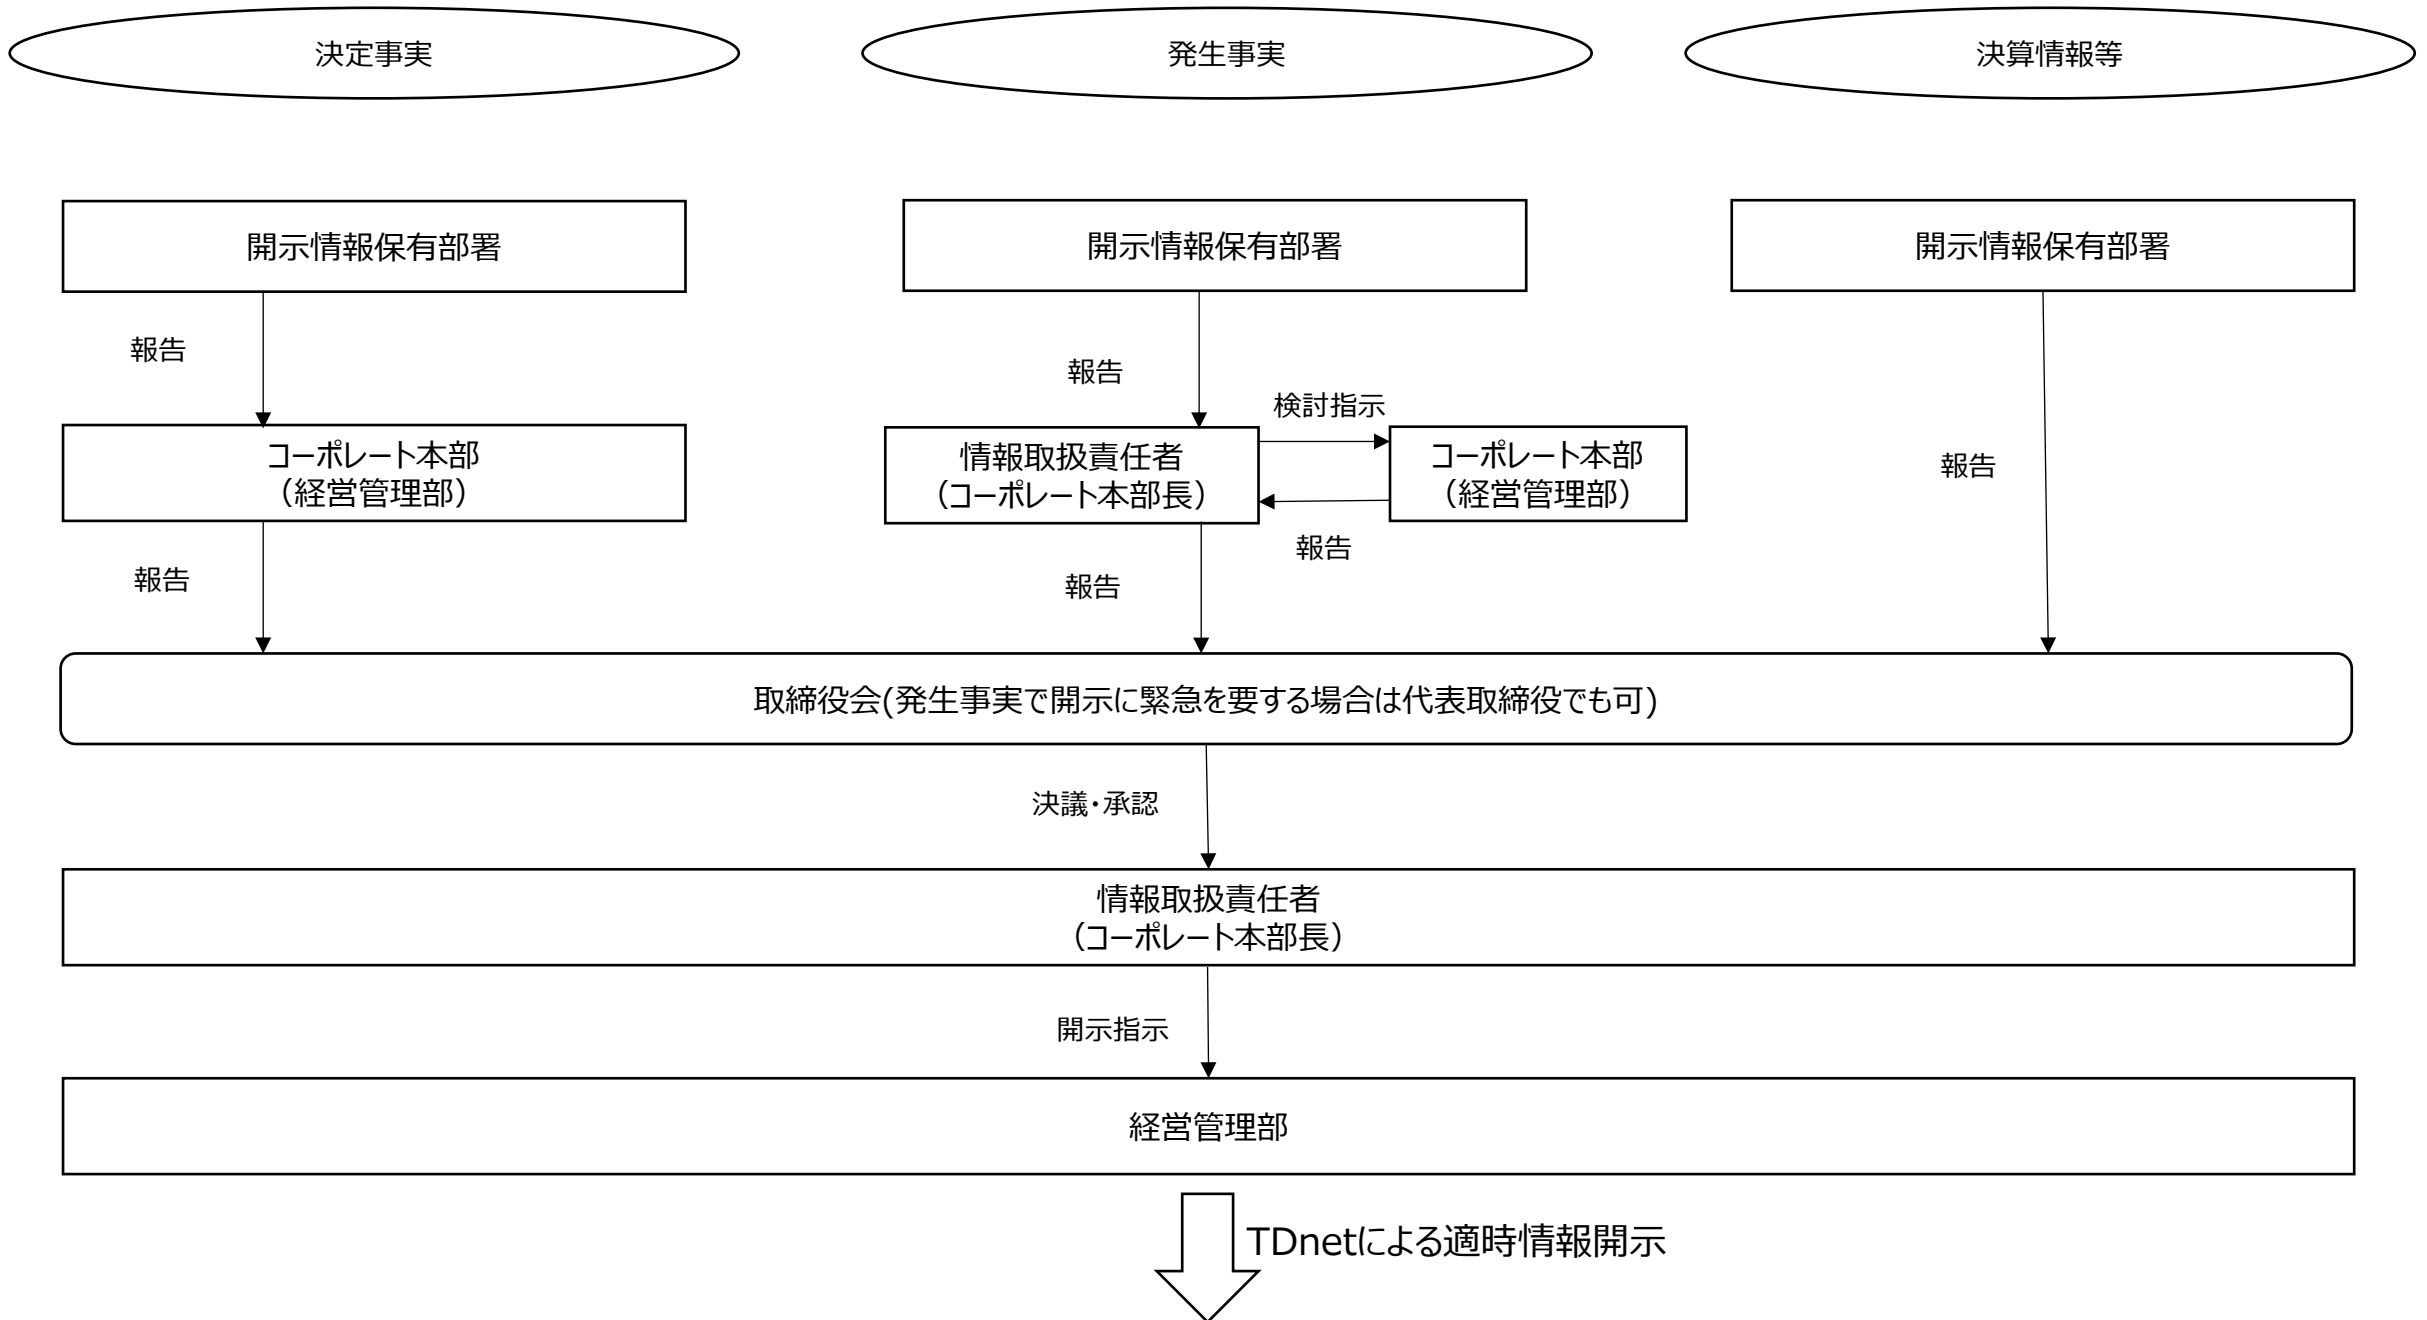 決定事実
発生事実
決算情報等
開示情報保有部署
開示情報保有部署
開示情報保有部署
報告
報告
検討指示
コーポレート本部
（経営管理部）
情報取扱責任者
（コーポレート本部長）
コーポレート本部
（経営管理部）
報告
報告
報告
報告
取締役会(発生事実で開示に緊急を要する場合は代表取締役でも可)
決議・承認
情報取扱責任者
（コーポレート本部長）
開示指示
経営管理部
TDnetによる適時情報開示